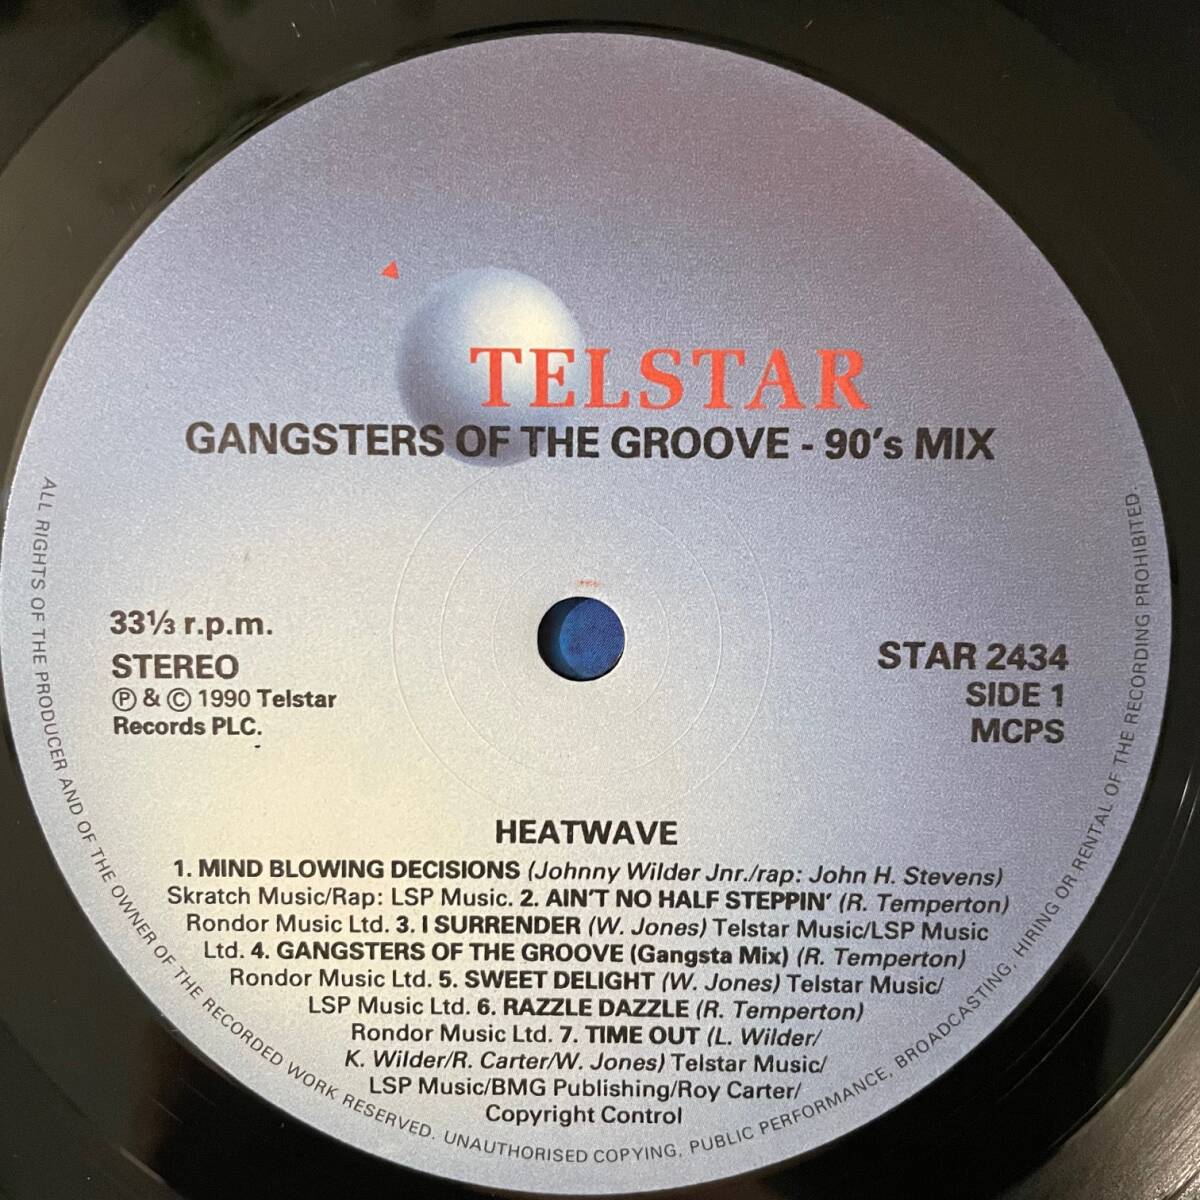 TELSTAR
GANGSTERS OF THE GROOVE - 90's MIX
33⅓ r.p.m.
STEREO
Ⓟ & © 1990 Telstar
Records PLC.
STAR 2434
SIDE 1
MCPS
HEATWAVE
1. MIND BLOWING DECISIONS (Johnny Wilder Jnr./rap: John H. Stevens)
Skratch Music/Rap: LSP Music. 2. AIN'T NO HALF STEPPIN' (R. Temperton)
Rondor Music Ltd. 3. I SURRENDER (W. Jones) Telstar Music/LSP Music
Ltd. 4. GANGSTERS OF THE GROOVE (Gangsta Mix) (R. Temperton)
Rondor Music Ltd. 5. SWEET DELIGHT (W. Jones) Telstar Music/
LSP Music Ltd. 6. RAZZLE DAZZLE (R. Temperton)
Rondor Music Ltd. 7. TIME OUT (L. Wilder/
K. Wilder/R. Carter/W. Jones) Telstar Music/
LSP Music/BMG Publishing/Roy Carter/
Copyright Control
ALL RIGHTS OF THE PRODUCER AND OF THE OWNER OF THE RECORDED WORK RESERVED. UNAUTHORISED COPYING, PUBLIC PERFORMANCE, BROADCASTING, HIRING OR RENTAL OF THE RECORDING PROHIBITED.